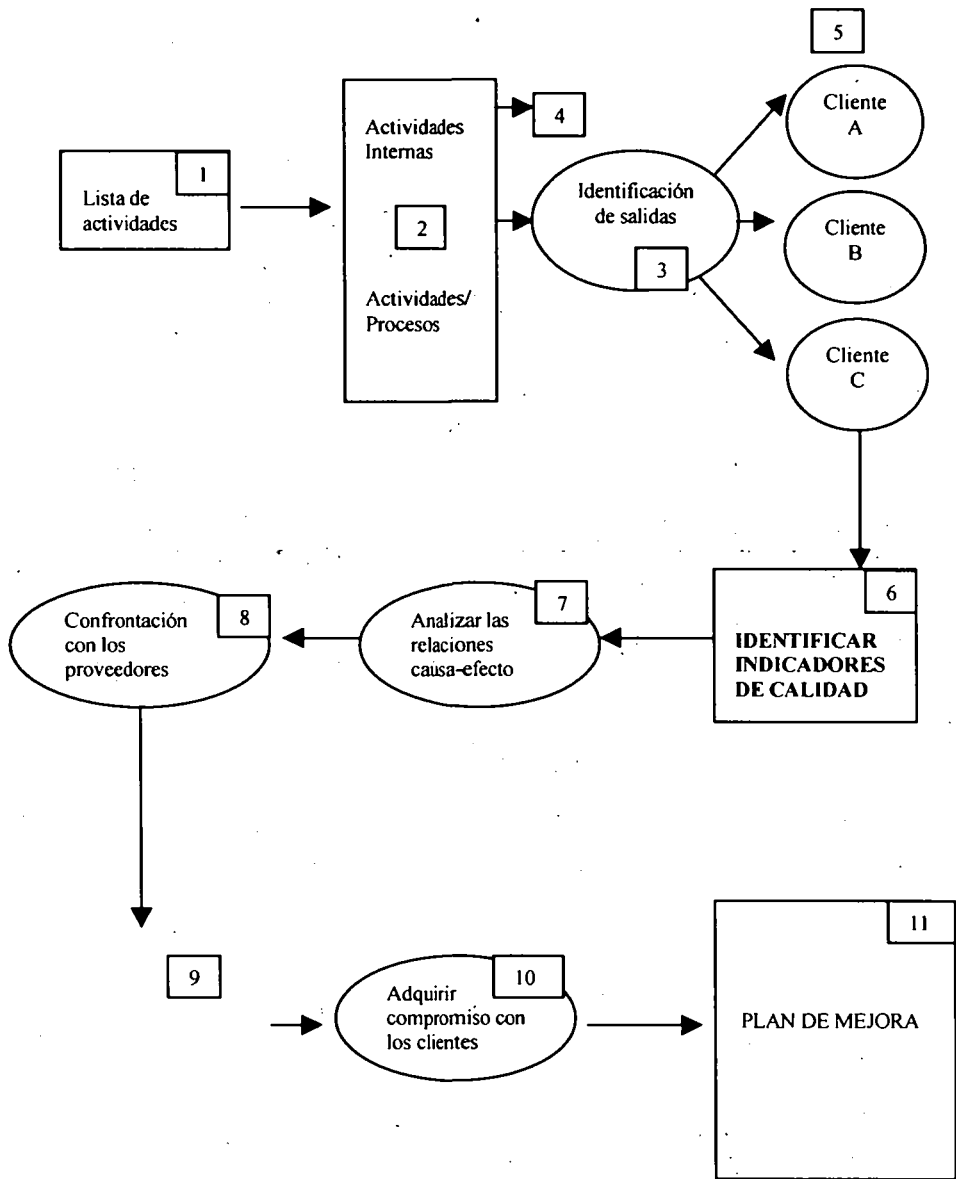 5
Cliente
A
4
Actividades
Internas
1
Lista de
actividades
2
Identificación
de salidas
3
Cliente
B
Actividades/
Procesos
Cliente
C
6
IDENTIFICAR
INDICADORES
DE CALIDAD
7
Analizar las
relaciones
causa-efecto
8
Confrontación
con los
proveedores
9
10
Adquirir
compromiso con
los clientes
11
PLAN DE MEJORA